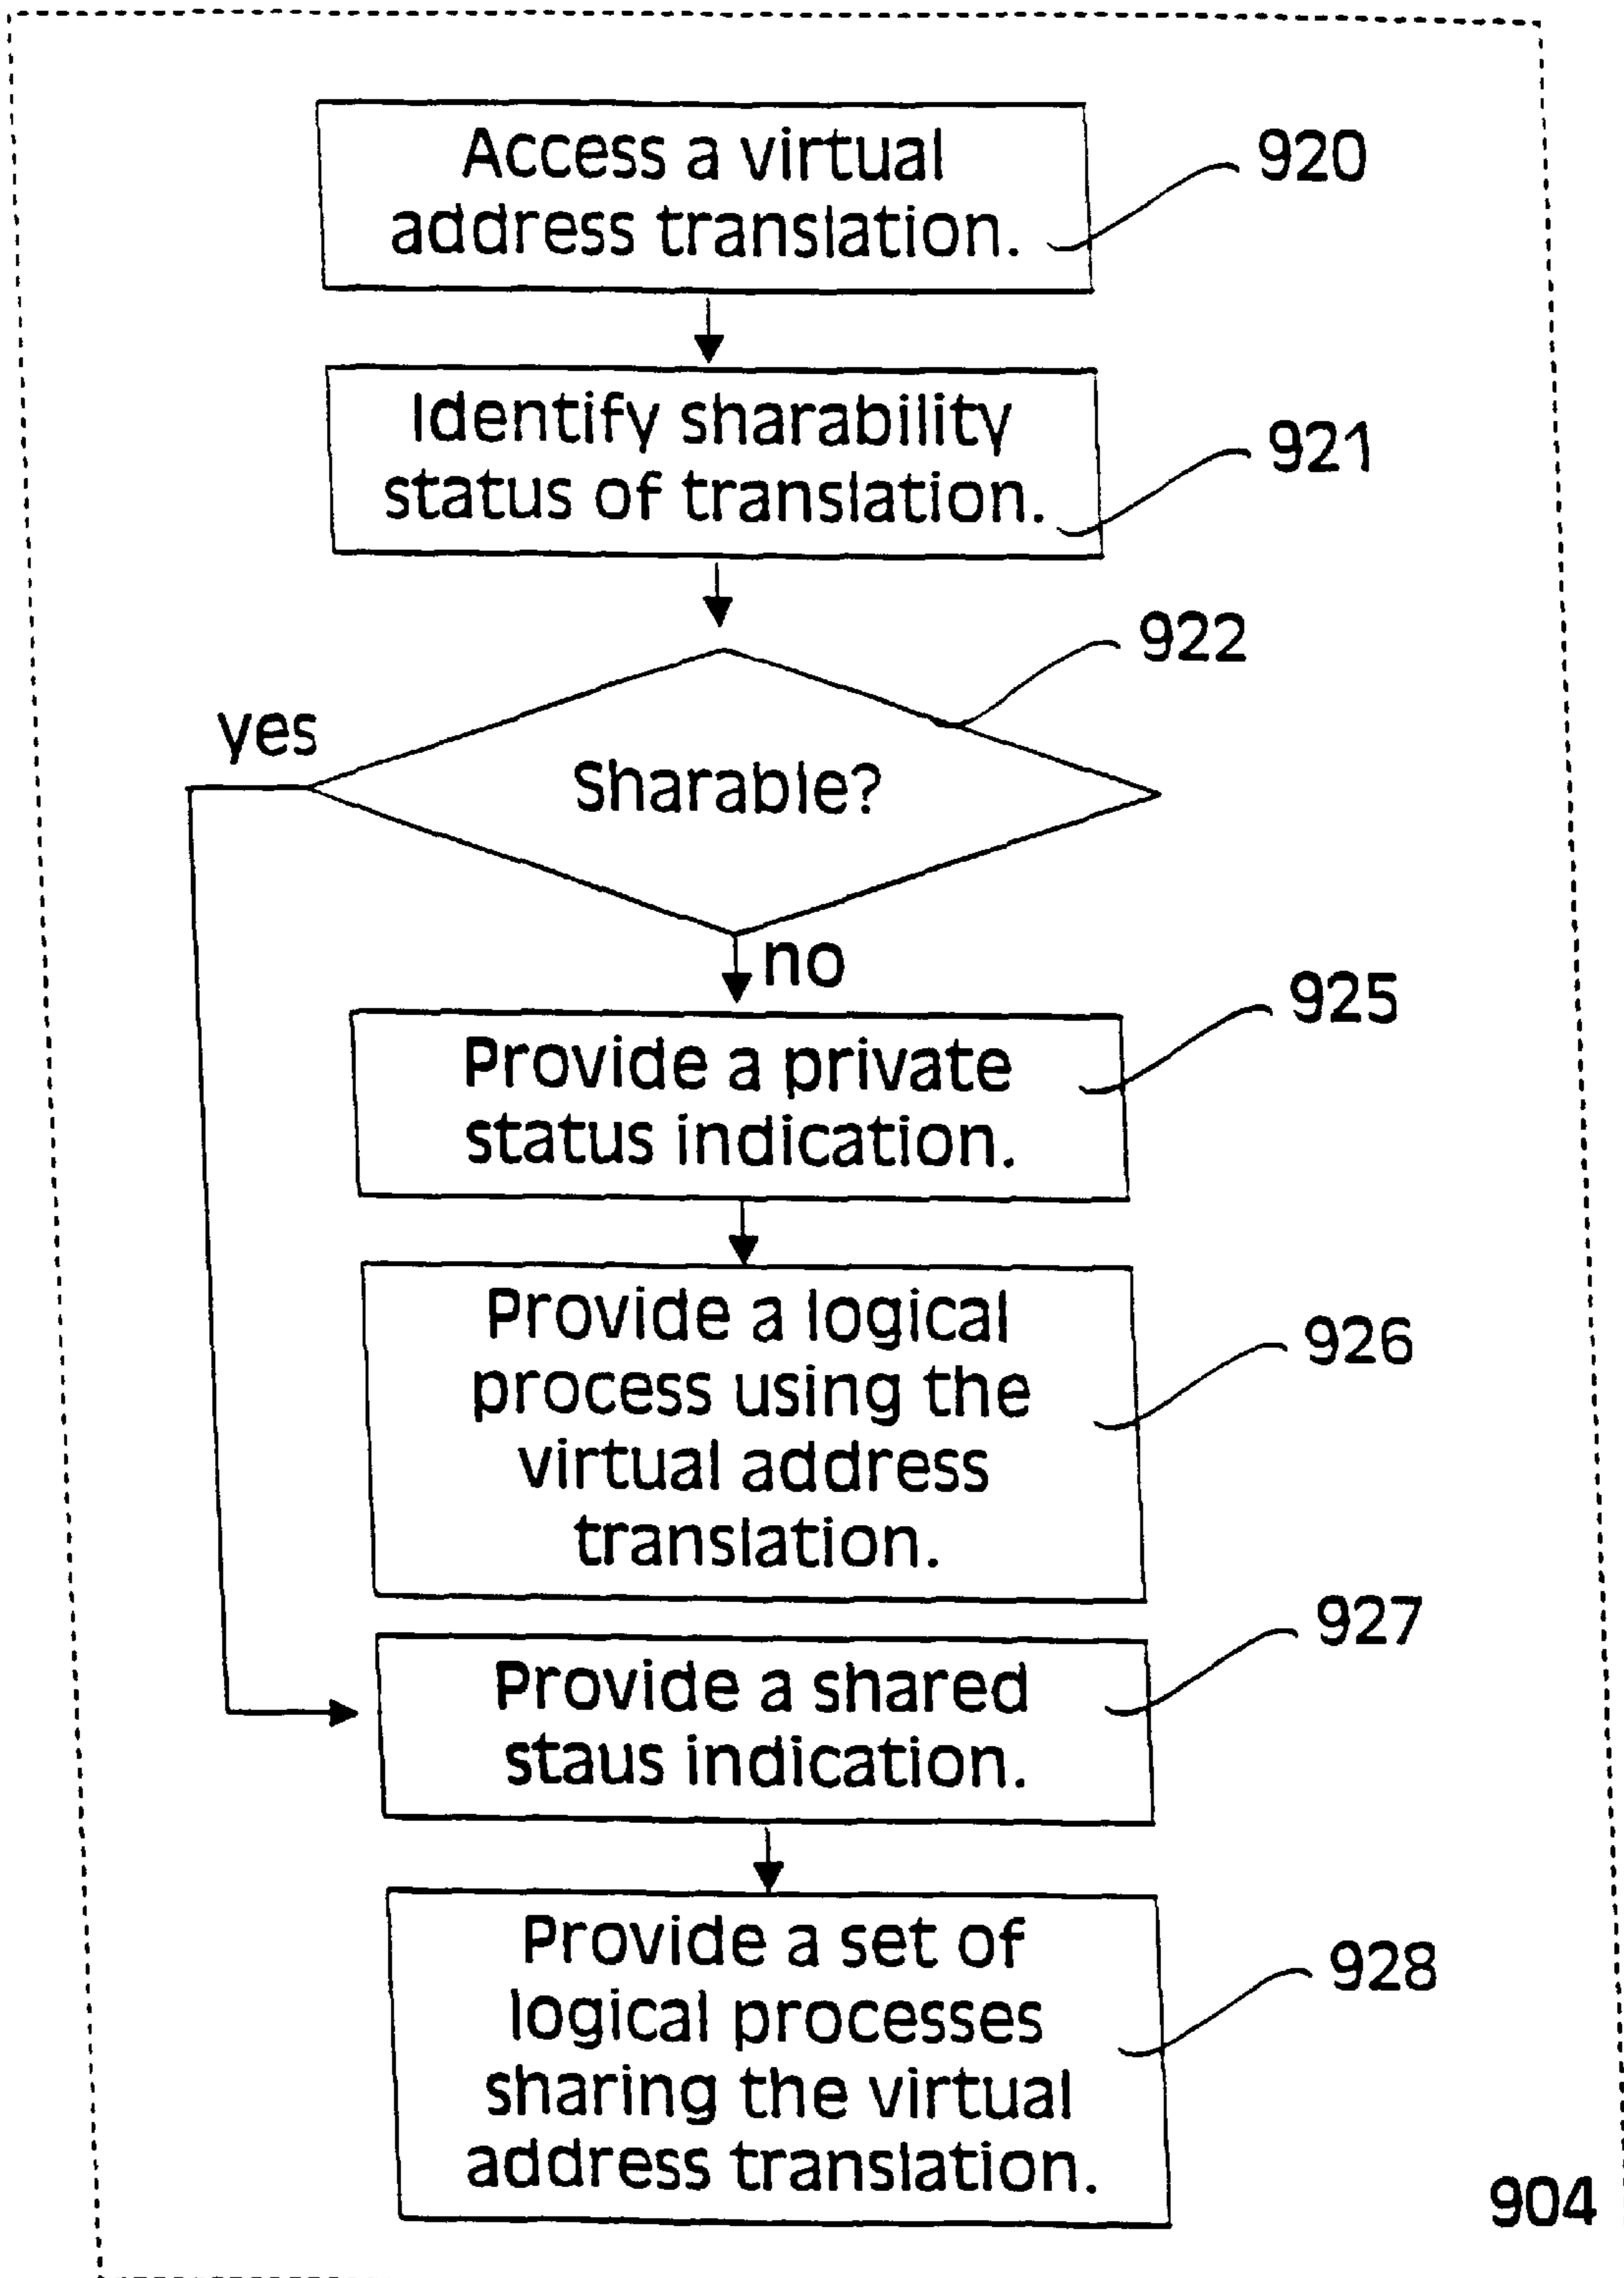 Access a virtual
address translation.
920
Identify sharability
status of translation.
921
922
yes
Sharable?
no
925
Provide a private
status indication.
Provide a logical
process using the
virtual address
translation.
926
927
Provide a shared
staus indication.
Provide a set of
logical processes
sharing the virtual
address translation.
928
904